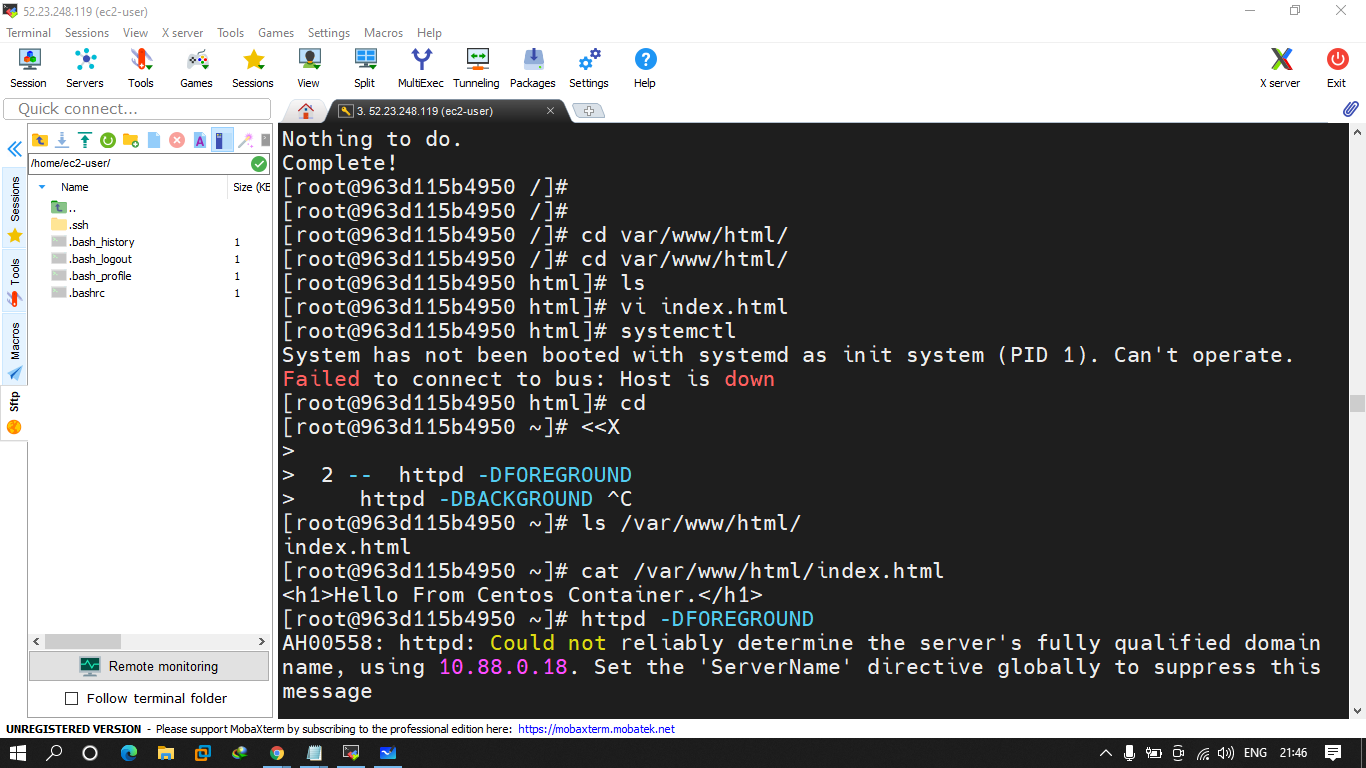 52.23.248.119 (ec2-user)
Terminal Sessions View X server Tools Games Settings Macros Help
Session Servers Tools Games Sessions View Split MultiExec Tunneling Packages Settings Help X server Exit
Quick connect...
3. 52.23.248.119 (ec2-user)
/home/ec2-user/
Name Size (KB
..
.ssh
.bash_history 1
.bash_logout 1
.bash_profile 1
.bashrc 1
Sessions
Tools
Macros
Sftp
Remote monitoring
Follow terminal folder
Nothing to do.
Complete!
[root@963d115b4950 /]#
[root@963d115b4950 /]#
[root@963d115b4950 /]# cd var/www/html/
[root@963d115b4950 /]# cd var/www/html/
[root@963d115b4950 html]# ls
[root@963d115b4950 html]# vi index.html
[root@963d115b4950 html]# systemctl
System has not been booted with systemd as init system (PID 1). Can't operate.
Failed to connect to bus: Host is down
[root@963d115b4950 html]# cd
[root@963d115b4950 ~]# <<X
>
>  2 --  httpd -DFOREGROUND
>     httpd -DBACKGROUND ^C
[root@963d115b4950 ~]# ls /var/www/html/
index.html
[root@963d115b4950 ~]# cat /var/www/html/index.html
<h1>Hello From Centos Container.</h1>
[root@963d115b4950 ~]# httpd -DFOREGROUND
AH00558: httpd: Could not reliably determine the server's fully qualified domain
name, using 10.88.0.18. Set the 'ServerName' directive globally to suppress this
message
UNREGISTERED VERSION - Please support MobaXterm by subscribing to the professional edition here: https://mobaxterm.mobatek.net
ENG 21:46